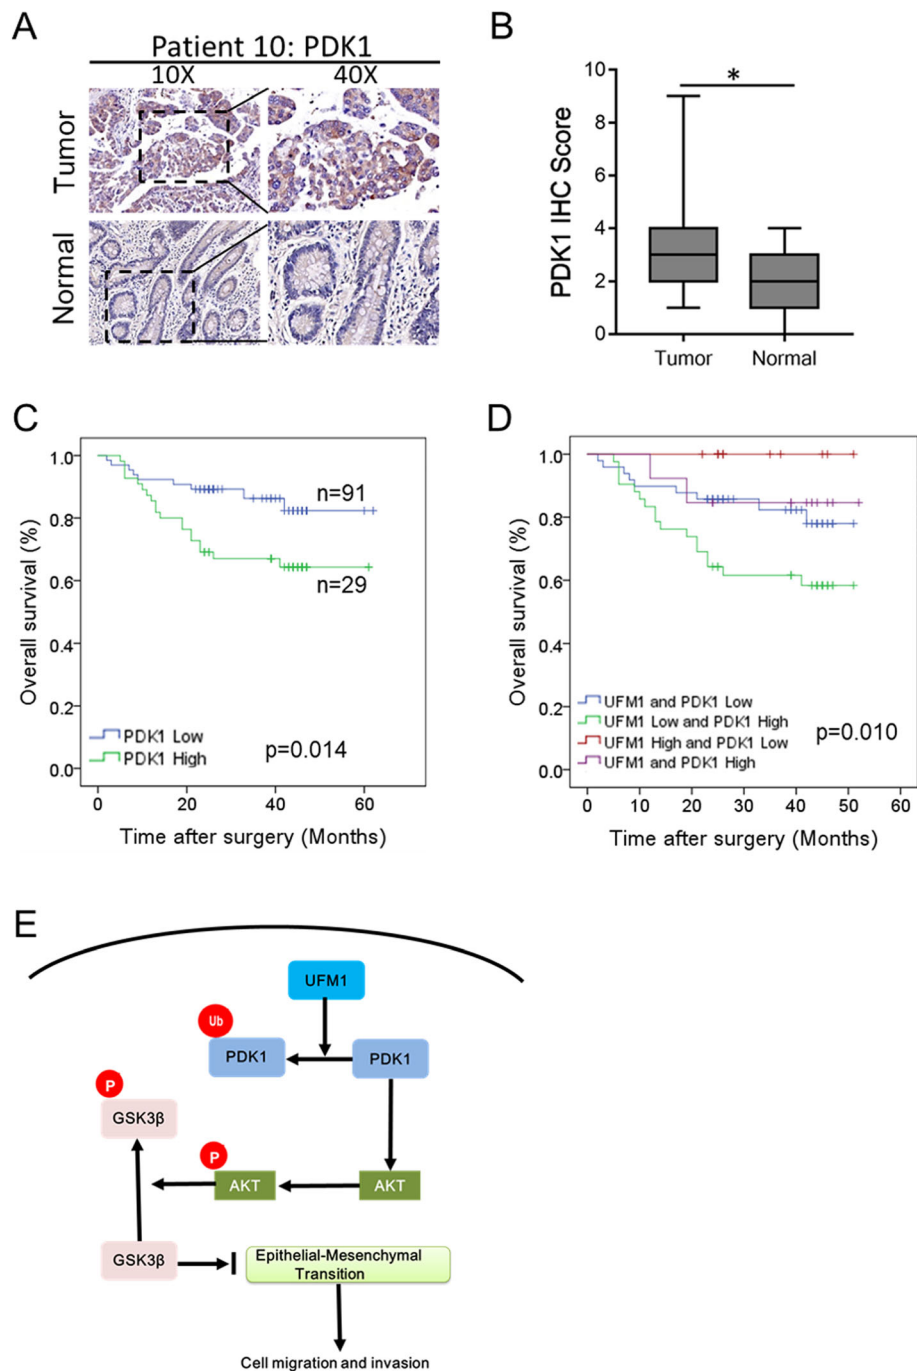 A
Patient 10: PDK1
10X
40X
Tumor
Normal
B
PDK1 IHC Score
10
8
6
4
2
0
*
Tumor
Normal
C
Overall survival (%)
1.0
0.8
0.6
0.4
0.2
0.0
n=91
n=29
PDK1 Low
PDK1 High
p=0.014
0
20
40
60
Time after surgery (Months)
D
Overall survival (%)
1.0
0.8
0.6
0.4
0.2
0.0
UFM1 and PDK1 Low
UFM1 Low and PDK1 High
UFM1 High and PDK1 Low
UFM1 and PDK1 High
p=0.010
0
10
20
30
40
50
60
Time after surgery (Months)
E
UFM1
Ub
PDK1
PDK1
P
GSK3β
P
AKT
AKT
GSK3β
Epithelial-Mesenchymal
Transition
Cell migration and invasion